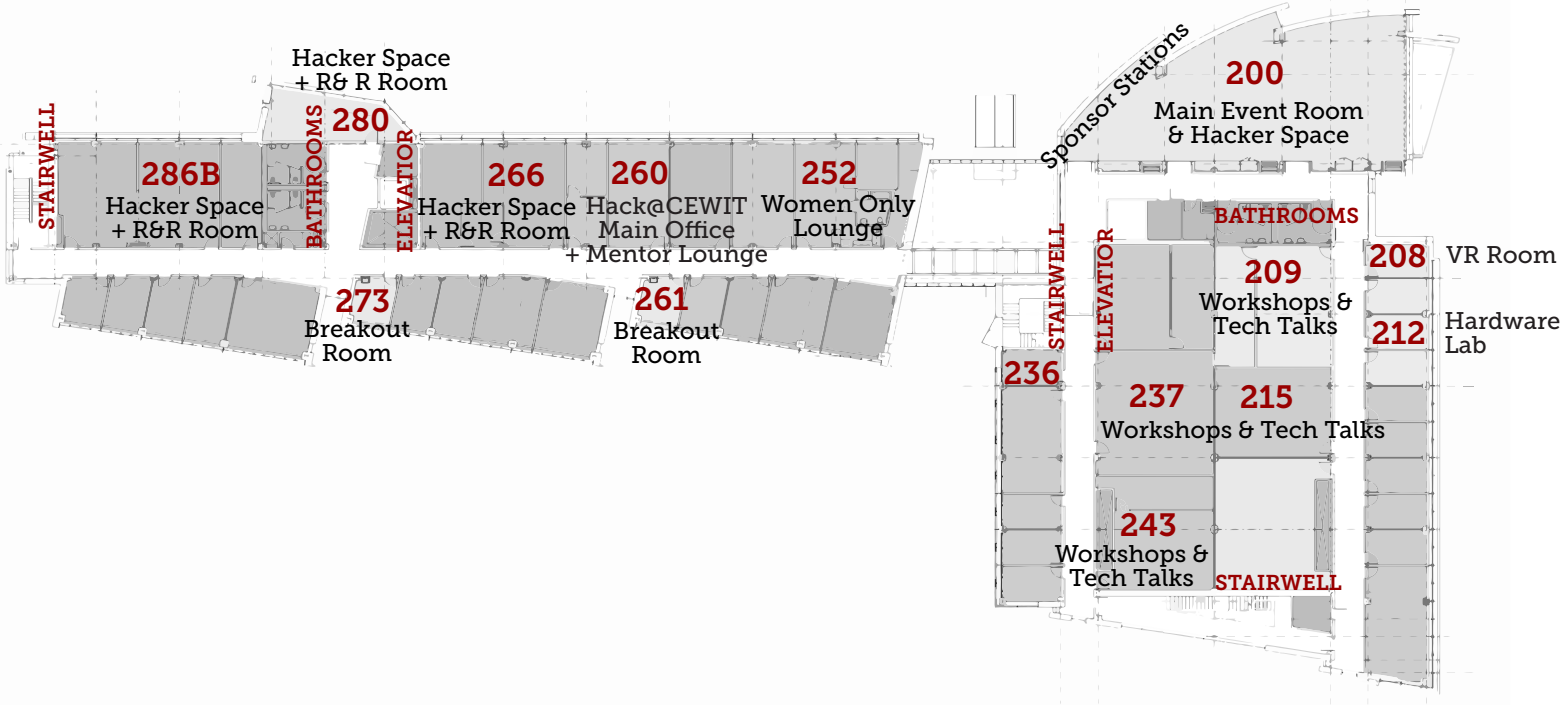 Hacker Space
+ R& R Room
280
STAIRWELL
286B
Hacker Space
+ R&R Room
BATHROOMS
ELEVATIOR
266
Hacker Space
+ R&R Room
260
Hack@CEWIT
Main Office
+ Mentor Lounge
252
Women Only
Lounge
273
Breakout
Room
261
Breakout
Room
Sponsor Stations
200
Main Event Room
& Hacker Space
STAIRWELL
ELEVATIOR
BATHROOMS
209
Workshops &
Tech Talks
208
VR Room
212
Hardware
Lab
236
237
215
Workshops & Tech Talks
243
Workshops &
Tech Talks
STAIRWELL